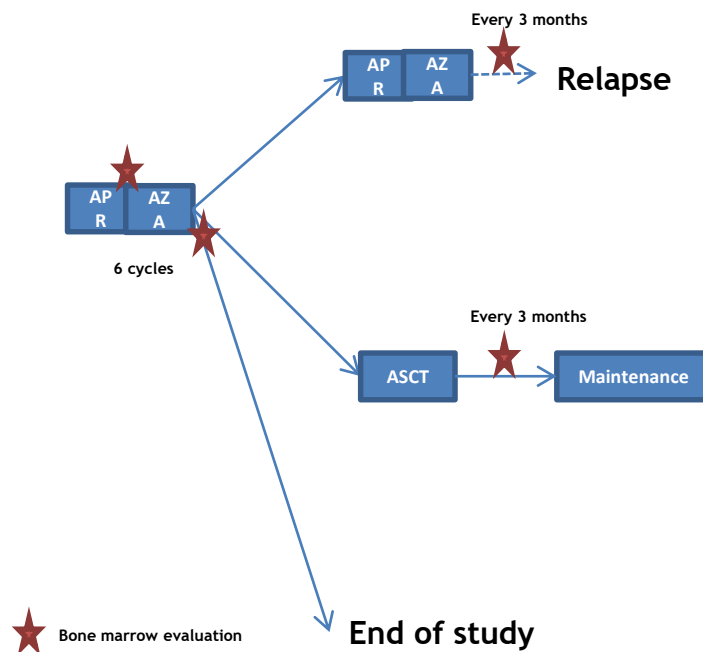 Every 3 months
AP
R
AZ
A
Relapse
AP
R
AZ
A
6 cycles
Every 3 months
ASCT
Maintenance
Bone marrow evaluation
End of study